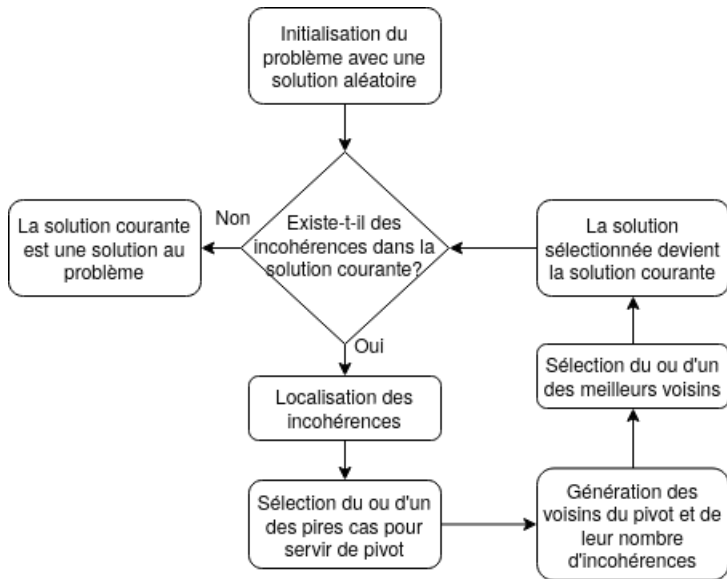 Initialisation du
problème avec une
solution aléatoire
Non
La solution courante
est une solution au
problème
Existe-t-il des
incohérences dans la
solution courante?
La solution
sélectionnée devient
la solution courante
Oui
Localisation des
incohérences
Sélection du ou d'un
des meilleurs voisins
Sélection du ou d'un
des pires cas pour
servir de pivot
Génération des
voisins du pivot et de
leur nombre
d'incohérences